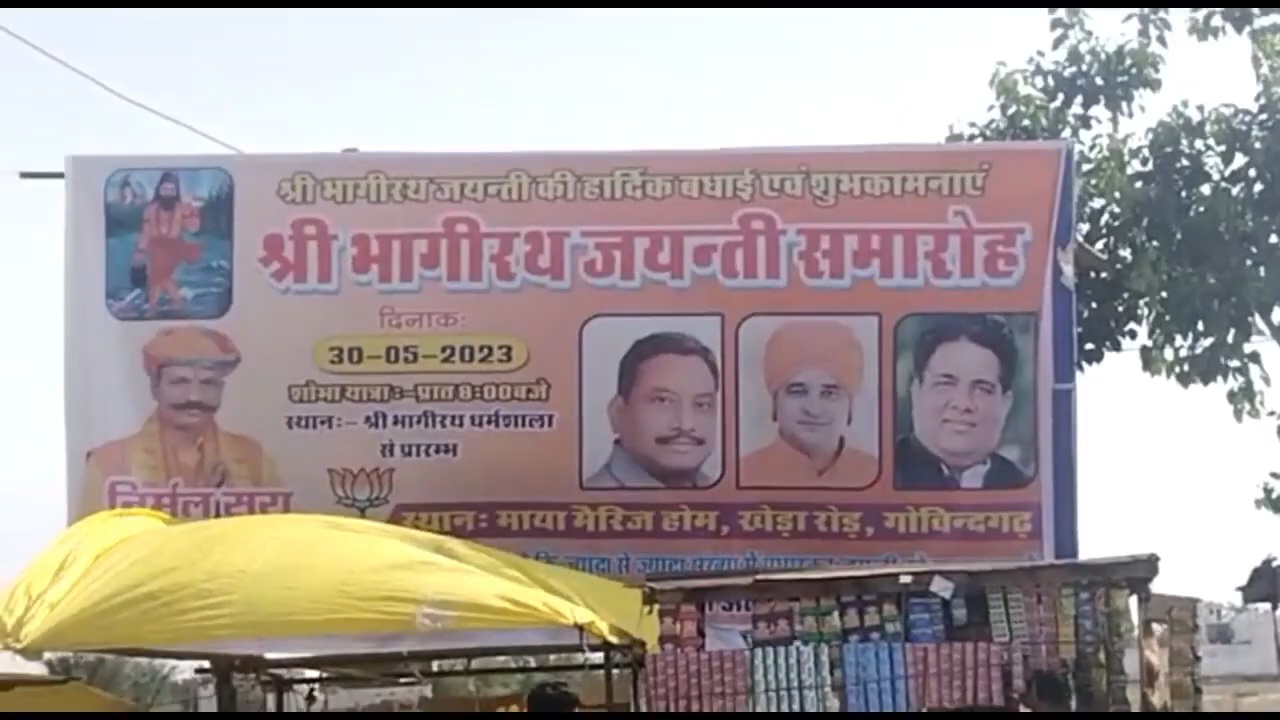 श्री भागीरथ जयन्ती की हार्दिक बधाई एवं शुभकामनाएं
श्री भागीरथ जयन्ती समारोह
दिनाकः
30-05-2023
शोभा यात्रा :-प्रात 8:00बजे
स्थानः- श्री भागीरथ धर्मशाला
से प्रारम्भ
निर्मल
स्थानः माया मैरिज होम, खेड़ा रोड़, गोविन्दगढ़